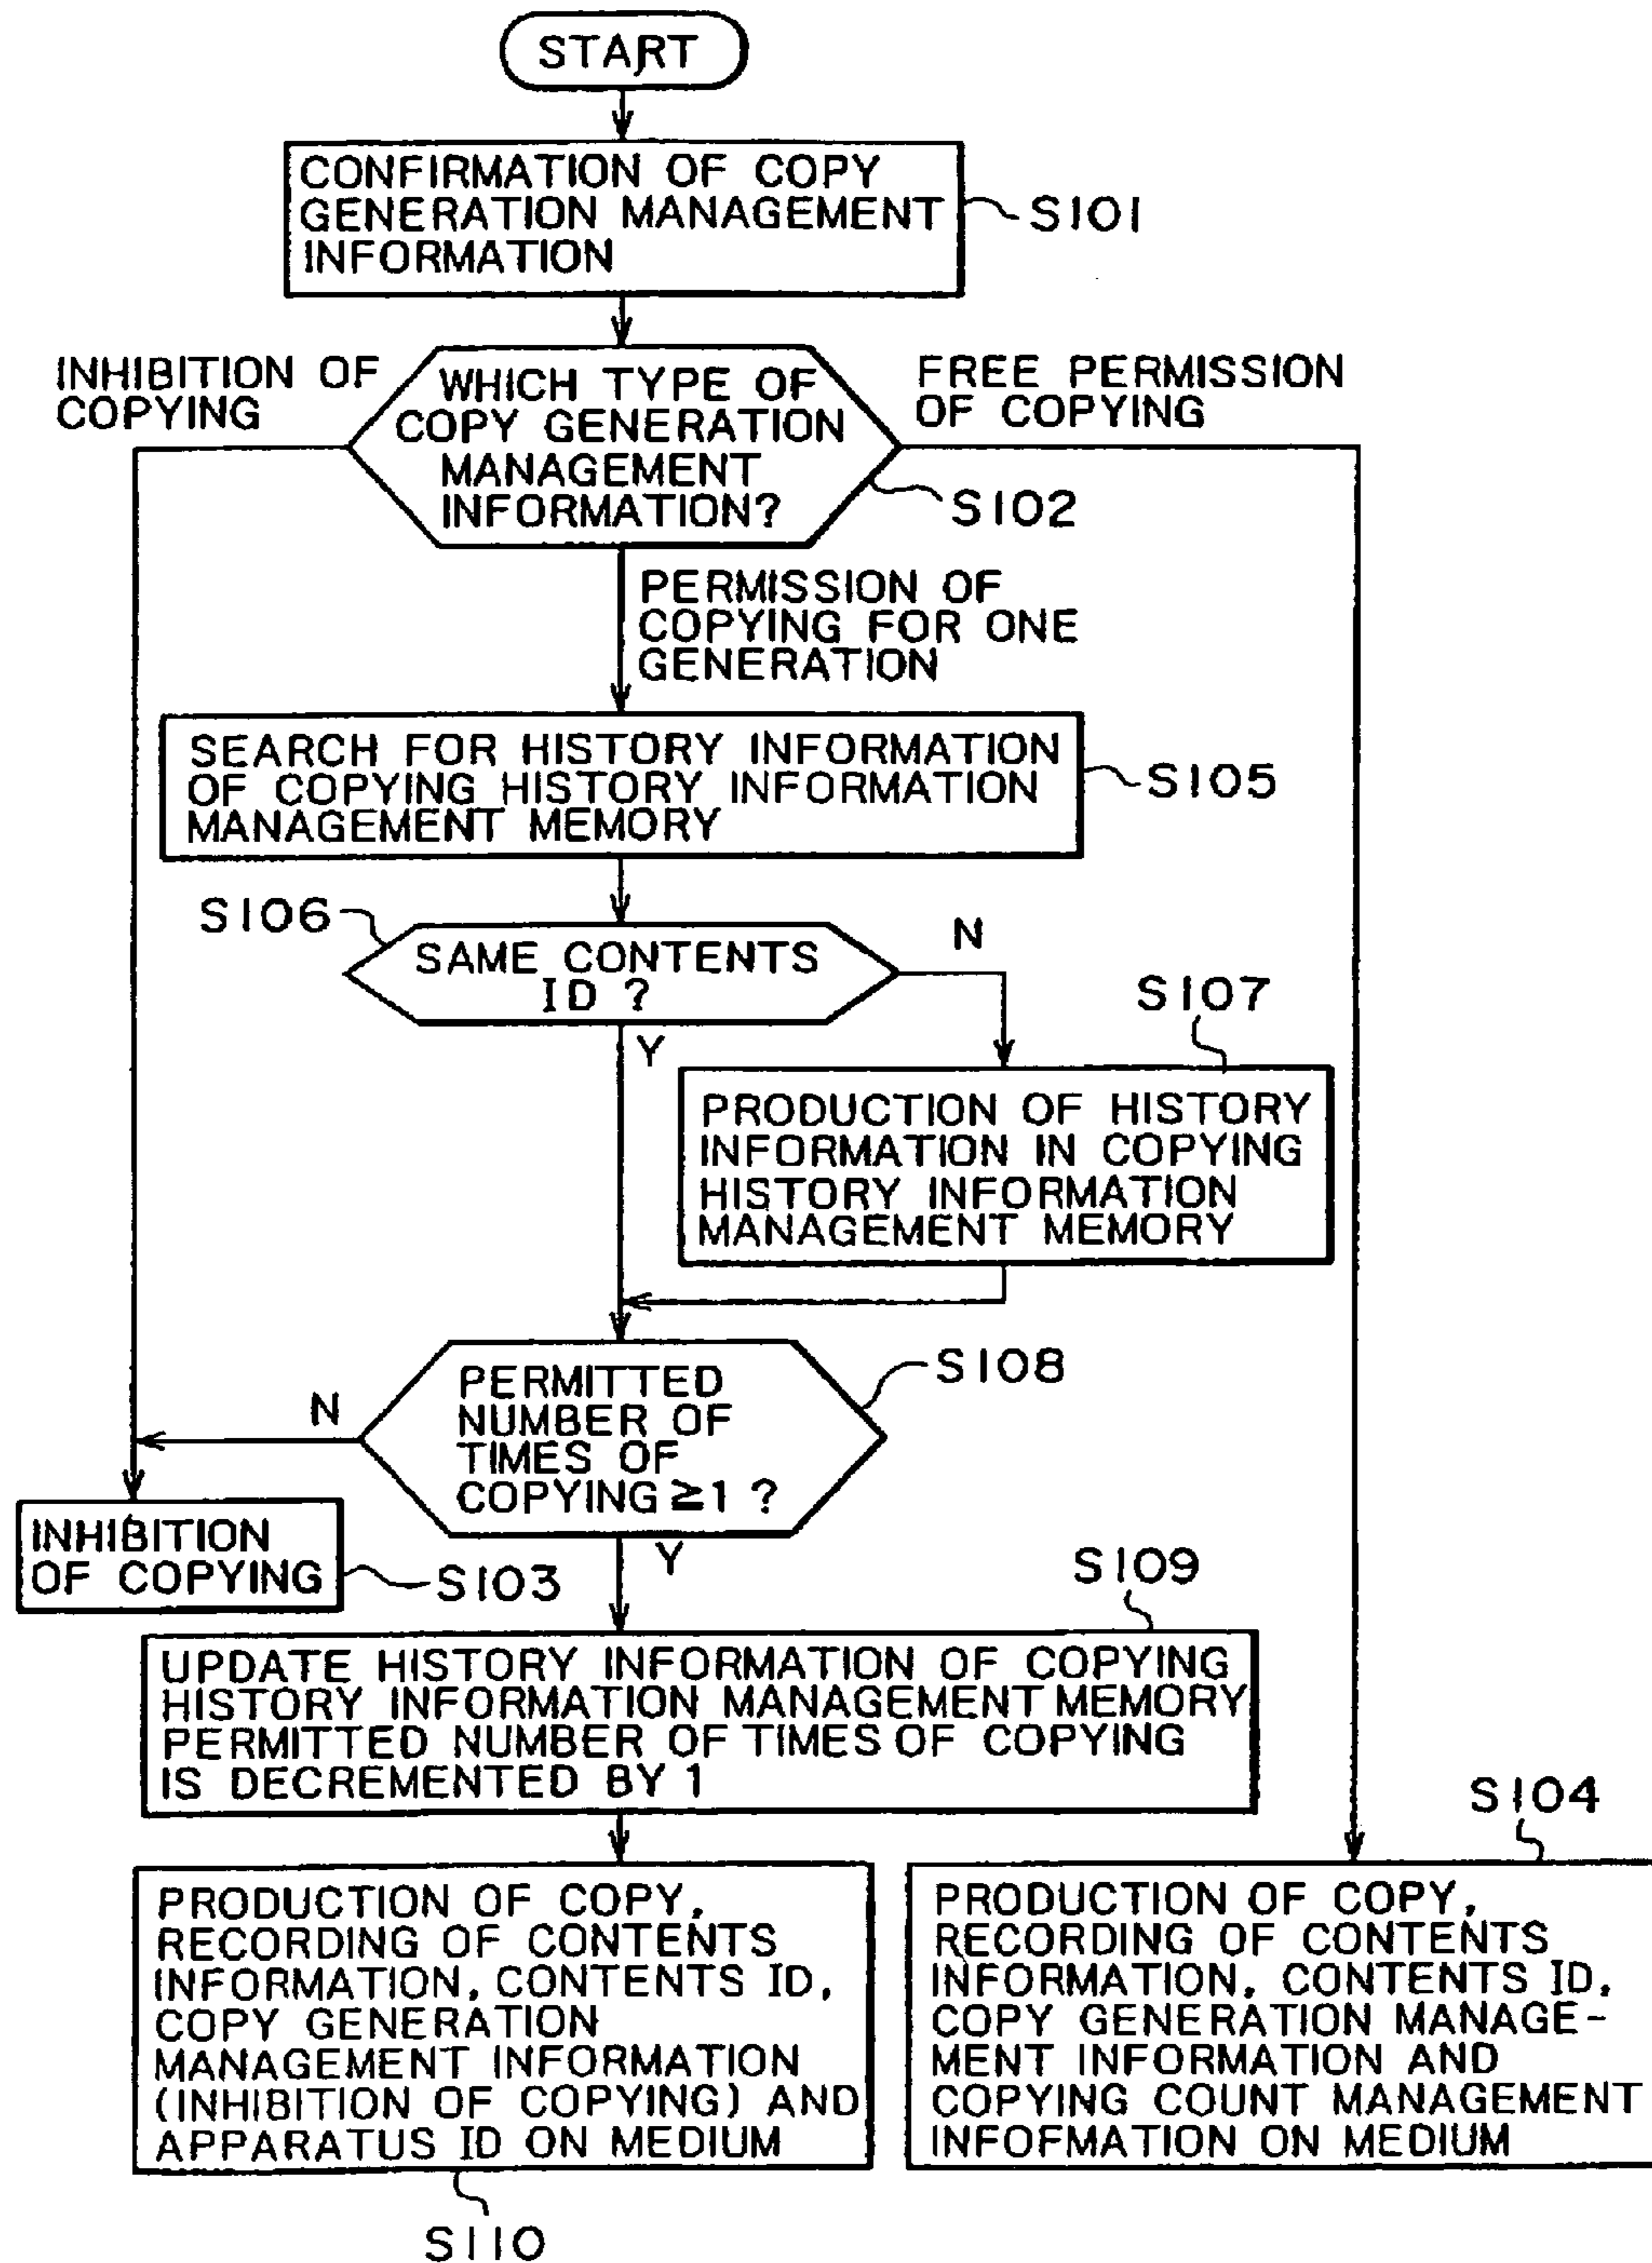 START
CONFIRMATION OF COPY
GENERATION MANAGEMENT
INFORMATION
S101
INHIBITION OF
COPYING
WHICH TYPE OF
COPY GENERATION
MANAGEMENT
INFORMATION?
FREE PERMISSION
OF COPYING
S102
PERMISSION OF
COPYING FOR ONE
GENERATION
SEARCH FOR HISTORY INFORMATION
OF COPYING HISTORY INFORMATION
MANAGEMENT MEMORY
S105
S106
SAME CONTENTS
ID ?
N
Y
S107
PRODUCTION OF HISTORY
INFORMATION IN COPYING
HISTORY INFORMATION
MANAGEMENT MEMORY
PERMITTED
NUMBER OF
TIMES OF
COPYING ≧1 ?
S108
N
Y
INHIBITION
OF COPYING
S103
S109
UPDATE HISTORY INFORMATION OF COPYING
HISTORY INFORMATION MANAGEMENT MEMORY
PERMITTED NUMBER OF TIMES OF COPYING
IS DECREMENTED BY 1
S104
PRODUCTION OF COPY,
RECORDING OF CONTENTS
INFORMATION, CONTENTS ID,
COPY GENERATION
MANAGEMENT INFORMATION
(INHIBITION OF COPYING) AND
APPARATUS ID ON MEDIUM
S110
PRODUCTION OF COPY,
RECORDING OF CONTENTS
INFORMATION, CONTENTS ID,
COPY GENERATION MANAGE-
MENT INFORMATION AND
COPYING COUNT MANAGEMENT
INFOFMATION ON MEDIUM